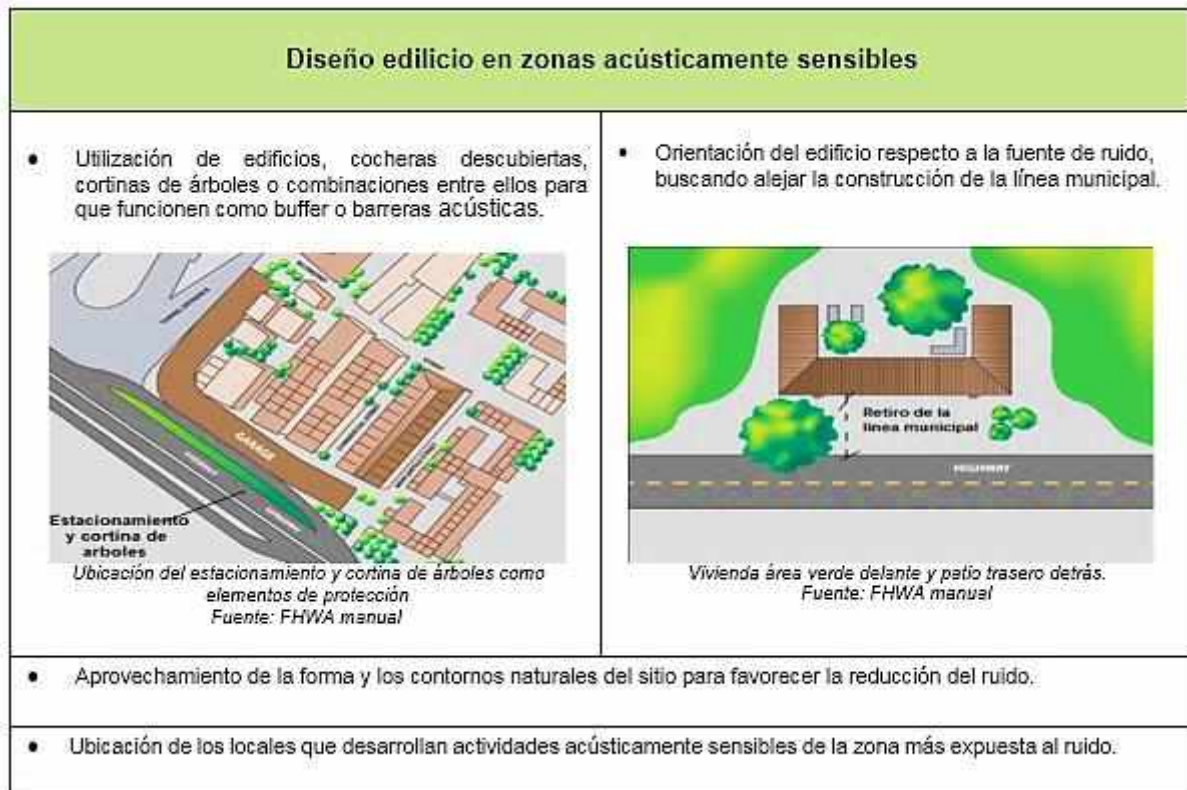 Diseño edilicio en zonas acústicamente sensibles
• Utilización de edificios, cocheras descubiertas,
cortinas de árboles o combinaciones entre ellos para
que funcionen como buffer o barreras acústicas.
GARAGE
Estacionamiento
y cortina de
arboles
Ubicación del estacionamiento y cortina de árboles como
elementos de protección
Fuente: FHWA manual
• Orientación del edificio respecto a la fuente de ruido,
buscando alejar la construcción de la línea municipal.
Retiro de la
linea municipal
HIGHWAY
Vivienda área verde delante y patio trasero detrás.
Fuente: FHWA manual
• Aprovechamiento de la forma y los contornos naturales del sitio para favorecer la reducción del ruido.
• Ubicación de los locales que desarrollan actividades acústicamente sensibles de la zona más expuesta al ruido.